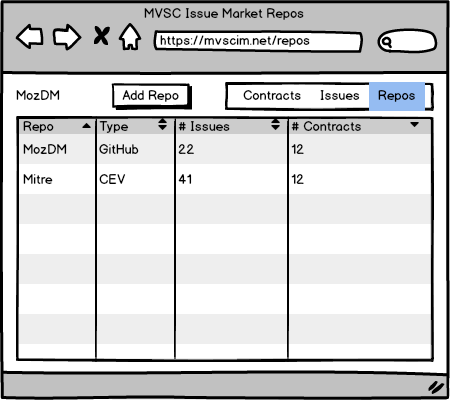 MVSC Issue Market Repos
https://mvscim.net/repos
MozDM Add Repo Contracts Issues Repos
Repo Type # Issues # Contracts
MozDM GitHub 22 12
Mitre CEV 41 12